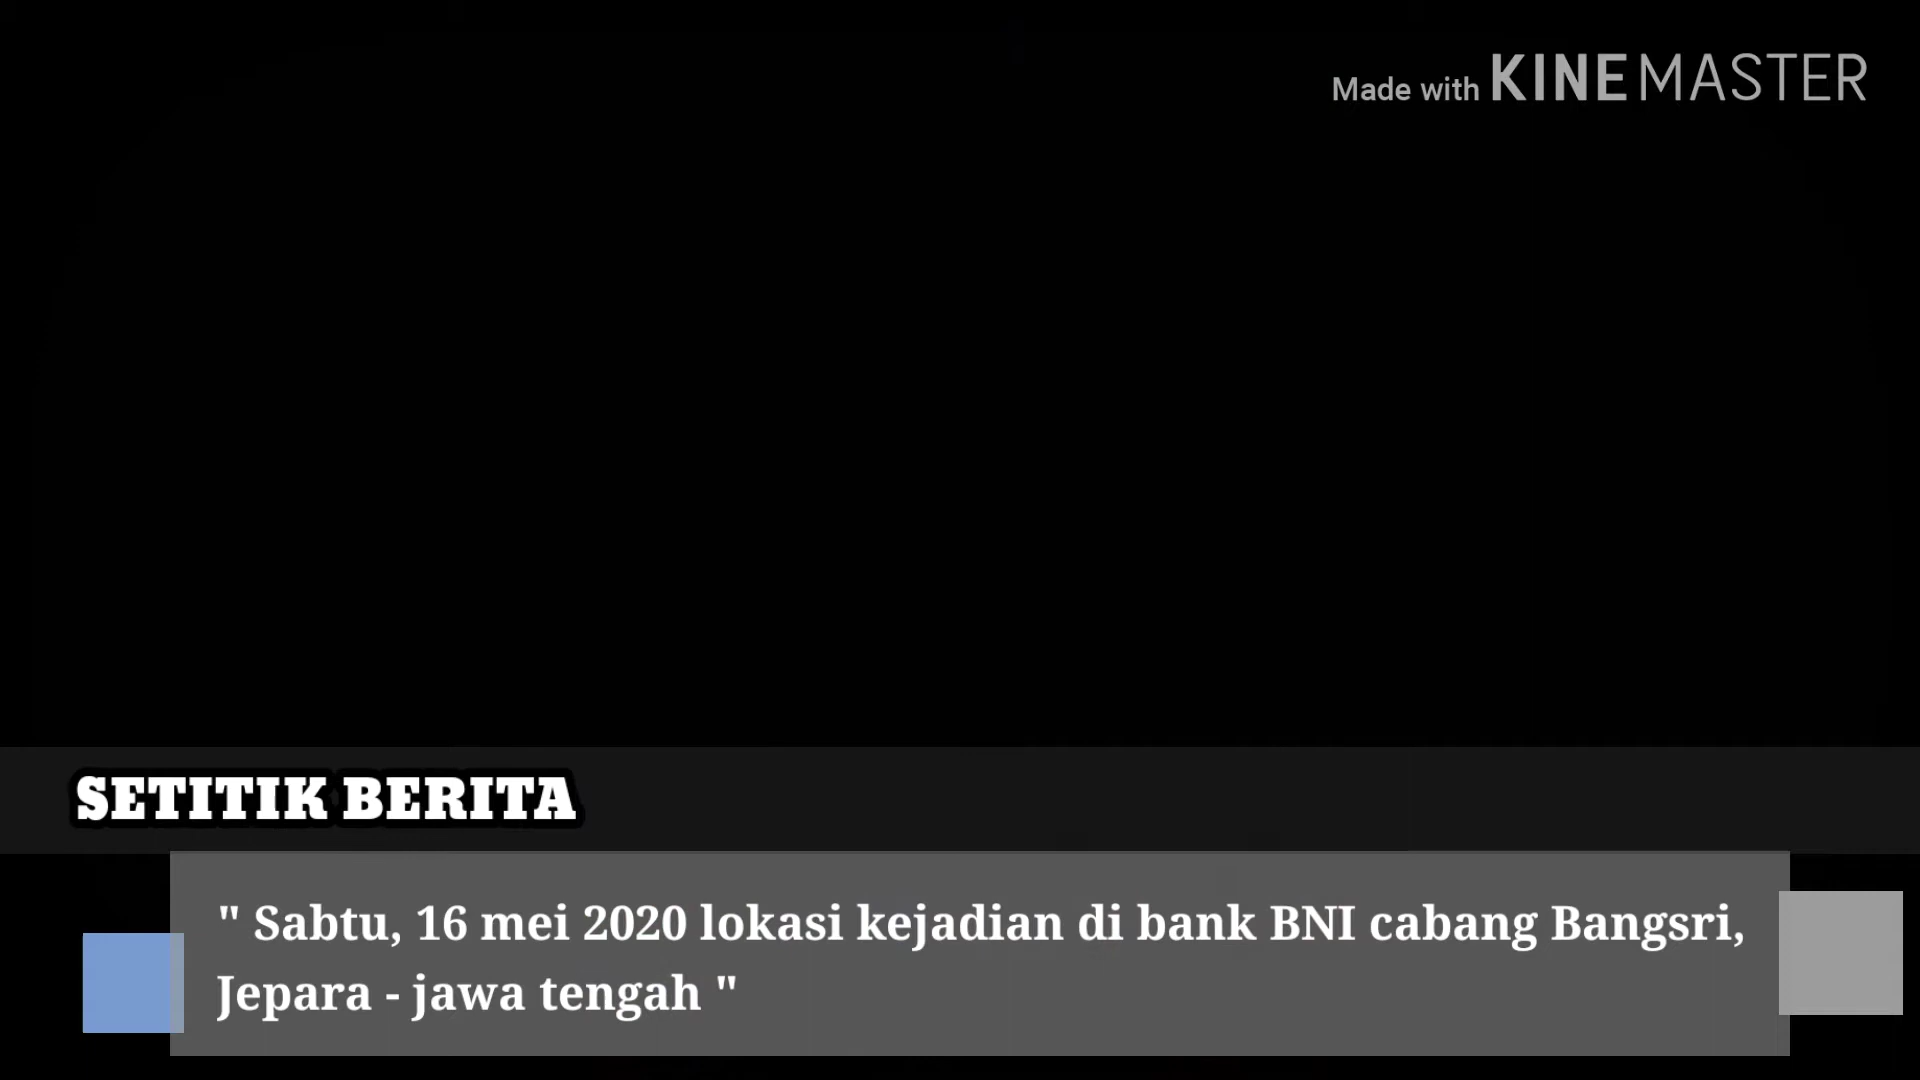 Made with KINEMASTER
SETITIK BERITA
" Sabtu, 16 mei 2020 lokasi kejadian di bank BNI cabang Bangsri,
Jepara - jawa tengah "